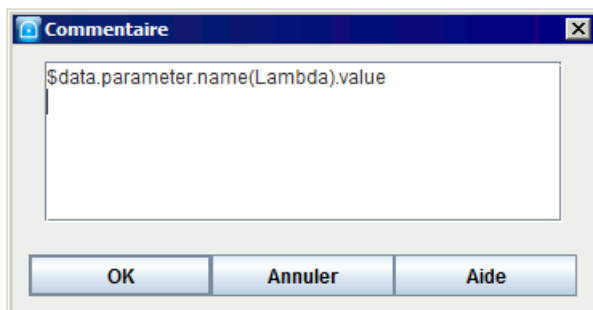 Commentaire
$data.parameter.name(Lambda).value
OK
Annuler
Aide